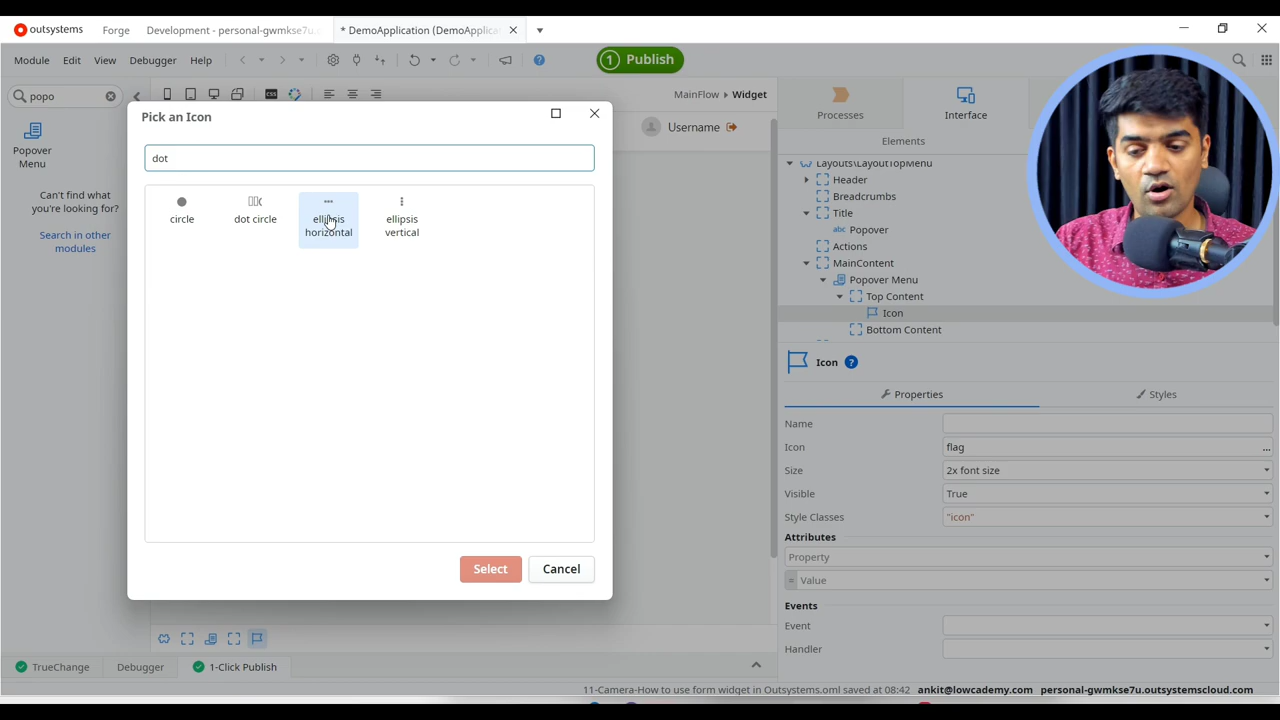 outsystems Forge Development - personal-gwmkse7u.c * DemoApplication (DemoApplica
Module Edit View Debugger Help 1 Publish
popo MainFlow Widget Processes Interface
Pick an Icon Username
Popover
Menu
Elements
dot
Layouts\LayoutTopMenu
Header
Can't find what
you're looking for?
Breadcrumbs
circle dot circle ellipsis
horizontal ellipsis
vertical
Title
abc Popover
Search in other
modules
Actions
MainContent
Popover Menu
Top Content
Icon
Bottom Content
Icon ?
Properties Styles
Name
Icon flag ...
Size 2x font size
Visible True
Style Classes "icon"
Attributes
Property
= Value
Select Cancel
Events
Event
Handler
TrueChange Debugger 1-Click Publish
11-Camera-How to use form widget in Outsystems.oml saved at 08:42 ankit@lowcademy.com personal-gwmkse7u.outsystemscloud.com